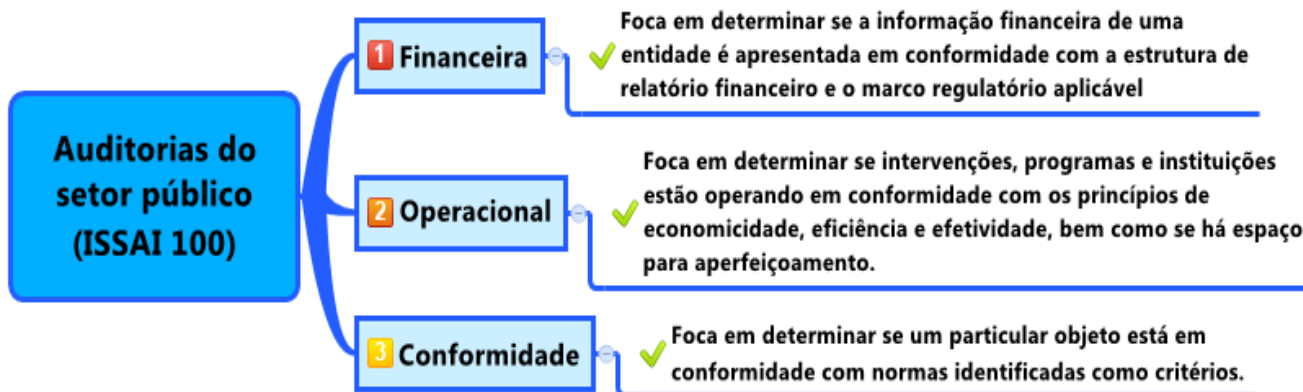 Auditorias do
setor público
(ISSAI 100)
1 Financeira
Foca em determinar se a informação financeira de uma
entidade é apresentada em conformidade com a estrutura de
relatório financeiro e o marco regulatório aplicável
2 Operacional
Foca em determinar se intervenções, programas e instituições
estão operando em conformidade com os princípios de
economicidade, eficiência e efetividade, bem como se há espaço
para aperfeiçoamento.
3 Conformidade
Foca em determinar se um particular objeto está em
conformidade com normas identificadas como critérios.